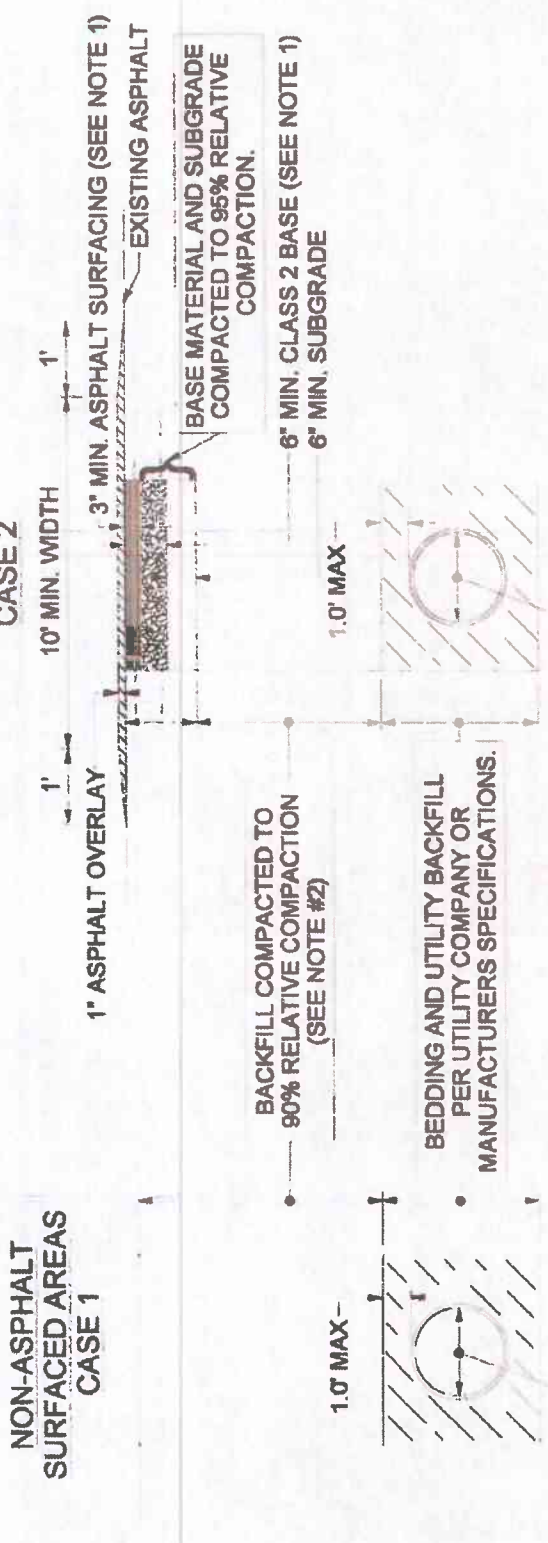 NON-ASPHALT
SURFACED AREAS
CASE 1
CASE 2
1'
10' MIN. WIDTH
1'
1" ASPHALT OVERLAY
3" MIN. ASPHALT SURFACING (SEE NOTE 1)
EXISTING ASPHALT
BASE MATERIAL AND SUBGRADE
COMPACTED TO 95% RELATIVE
COMPACTION.
6" MIN. CLASS 2 BASE (SEE NOTE 1)
6" MIN. SUBGRADE
BACKFILL COMPACTED TO
90% RELATIVE COMPACTION
(SEE NOTE #2)
1.0' MAX
1.0' MAX
BEDDING AND UTILITY BACKFILL
PER UTILITY COMPANY OR
MANUFACTURERS SPECIFICATIONS.